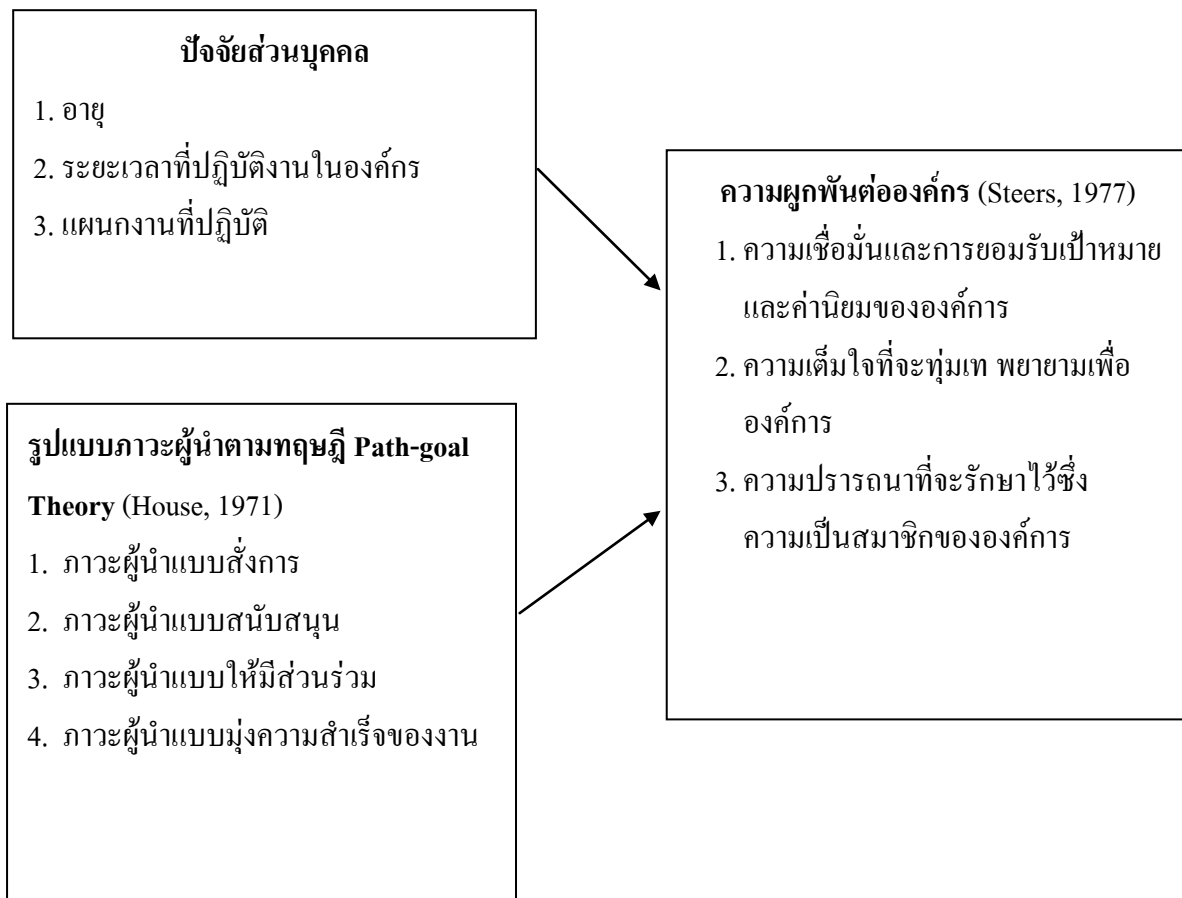 ปัจจัยส่วนบุคคล
1. อายุ
2. ระยะเวลาที่ปฏิบัติงานในองค์กร
3. แผนกงานที่ปฏิบัติ
รูปแบบภาวะผู้นำตามทฤษฎี Path-goal
Theory (House, 1971)
1. ภาวะผู้นำแบบสั่งการ
2. ภาวะผู้นำแบบสนับสนุน
3. ภาวะผู้นำแบบให้มีส่วนร่วม
4. ภาวะผู้นำแบบมุ่งความสำเร็จของงาน
ความผูกพันต่อองค์กร (Steers, 1977)
1. ความเชื่อมั่นและการยอมรับเป้าหมาย
และค่านิยมขององค์การ
2. ความเต็มใจที่จะทุ่มเท พยายามเพื่อ
องค์การ
3. ความปรารถนาที่จะรักษาไว้ซึ่ง
ความเป็นสมาชิกขององค์การ